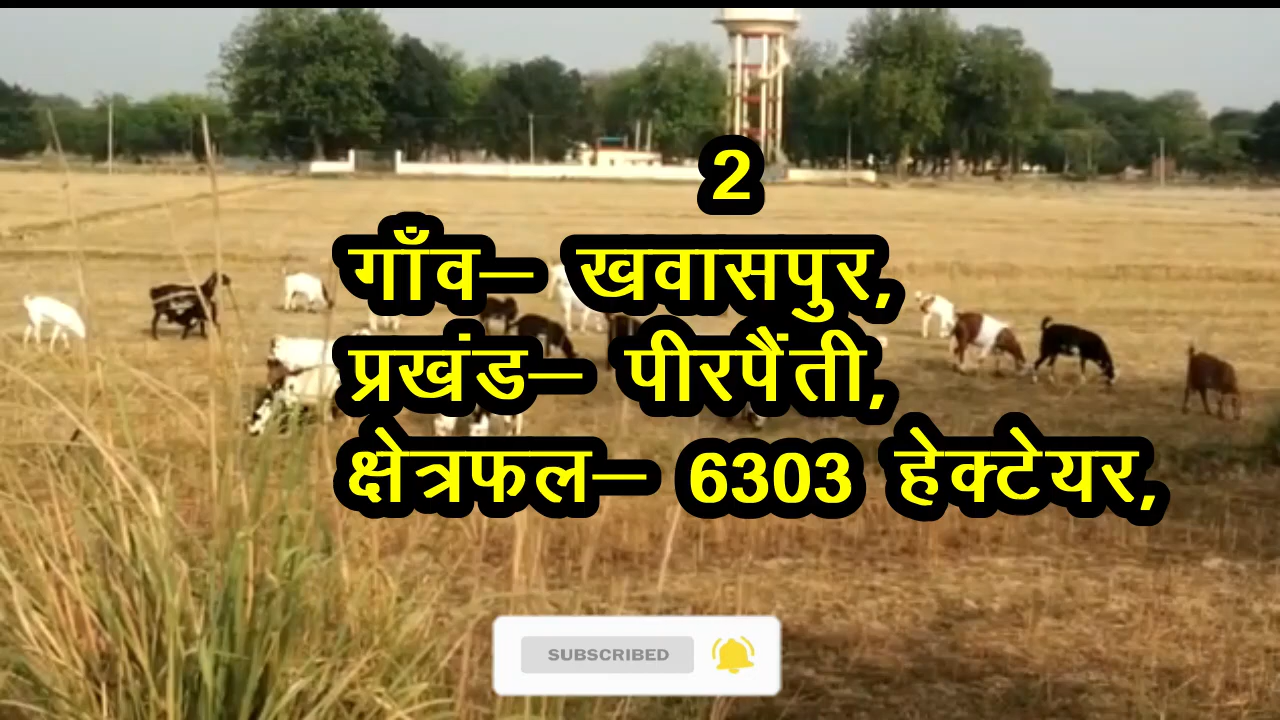 2
गाँव– खवासपुर,
प्रखंड– पीरपैंती,
क्षेत्रफल– 6303 हेक्टेयर,
SUBSCRIBED